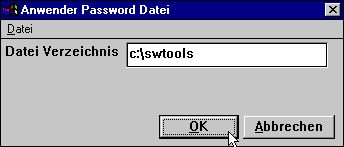 Anwender Password Datei
Datei
Datei Verzeichnis c:\swtools
OK Abbrechen